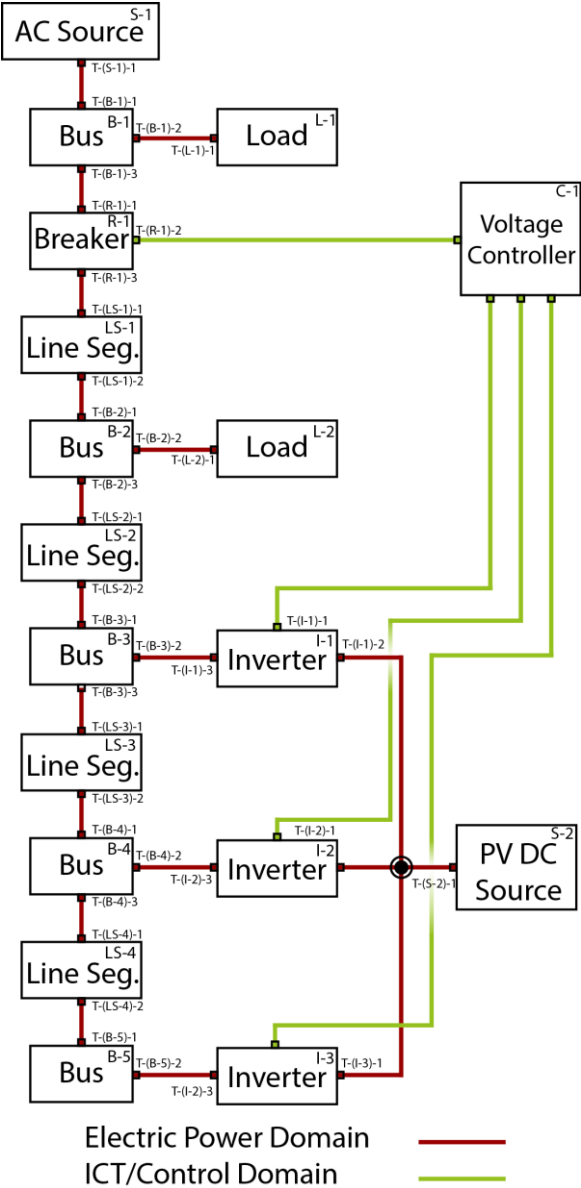 S-1
AC Source
T-(S-1)-1
T-(B-1)-1
B-1
Bus
T-(B-1)-2
T-(L-1)-1
L-1
Load
T-(B-1)-3
T-(R-1)-1
R-1
Breaker
T-(R-1)-2
C-1
Voltage
Controller
T-(R-1)-3
T-(LS-1)-1
LS-1
Line Seg.
T-(LS-1)-2
T-(B-2)-1
B-2
Bus
T-(B-2)-2
T-(L-2)-1
L-2
Load
T-(B-2)-3
T-(LS-2)-1
LS-2
Line Seg.
T-(LS-2)-2
T-(B-3)-1
B-3
Bus
T-(B-3)-2
T-(I-1)-3
T-(I-1)-1
I-1
Inverter
T-(I-1)-2
T-(B-3)-3
T-(LS-3)-1
LS-3
Line Seg.
T-(LS-3)-2
T-(B-4)-1
B-4
Bus
T-(B-4)-2
T-(I-2)-3
T-(I-2)-1
I-2
Inverter
T-(S-2)-1
S-2
PV DC
Source
T-(B-4)-3
T-(LS-4)-1
LS-4
Line Seg.
T-(LS-4)-2
T-(B-5)-1
B-5
Bus
T-(B-5)-2
T-(I-2)-3
I-3
Inverter
T-(I-3)-1
Electric Power Domain
ICT/Control Domain